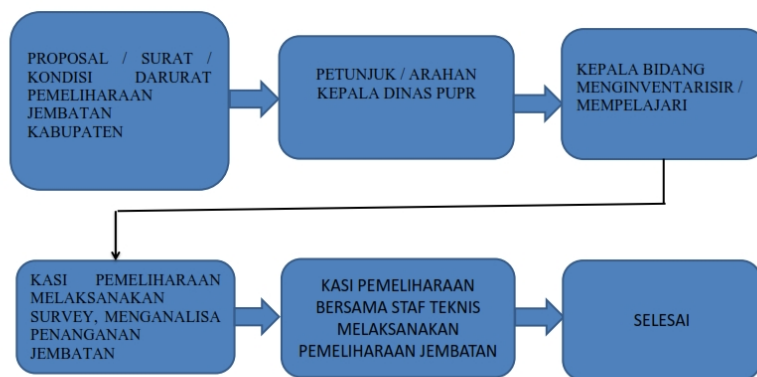 PROPOSAL / SURAT /
KONDISI DARURAT
PEMELIHARAAN
JEMBATAN
KABUPATEN
PETUNJUK / ARAHAN
KEPALA DINAS PUPR
KEPALA BIDANG
MENGINVENTARISIR /
MEMPELAJARI
KASI PEMELIHARAAN
MELAKSANAKAN
SURVEY, MENGANALISA
PENANGANAN
JEMBATAN
KASI PEMELIHARAAN
BERSAMA STAF TEKNIS
MELAKSANAKAN
PEMELIHARAAN JEMBATAN
SELESAI